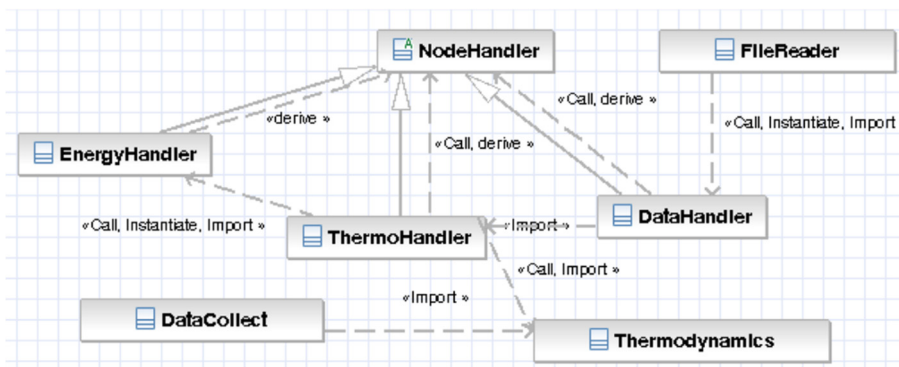 A NodeHandler
FileReader
«Call, derive »
«derive »
«Call, Instantiate, Import
«Call, derive »
EnergyHandler
DataHandler
«Call, Instantiate, Import »
ThermoHandler
«Import »
«Call, Import »
«Import »
DataCollect
Thermodynamics